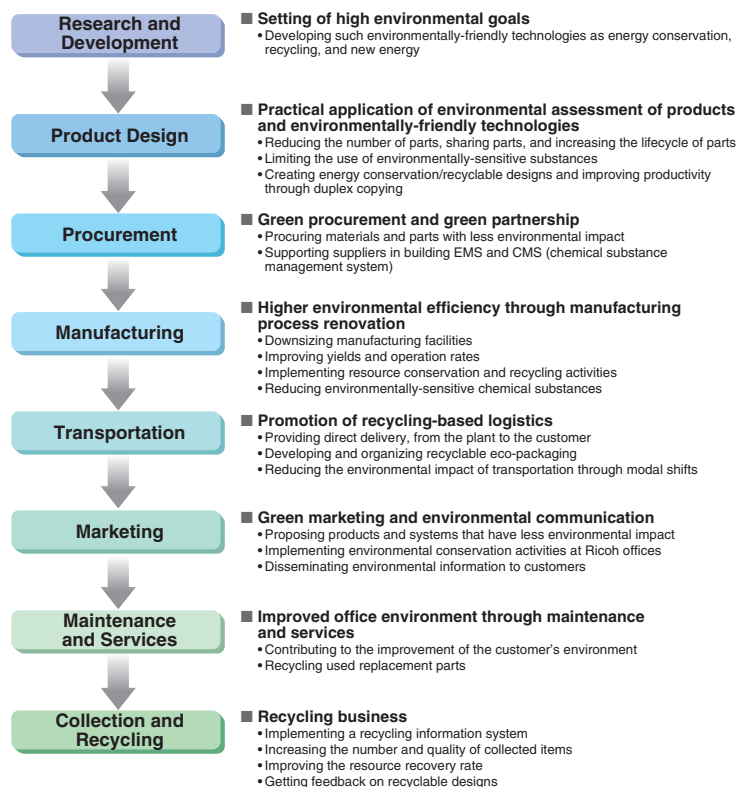 Research and
Development
■ Setting of high environmental goals
• Developing such environmentally-friendly technologies as energy conservation,
recycling, and new energy
Product Design
■ Practical application of environmental assessment of products
and environmentally-friendly technologies
• Reducing the number of parts, sharing parts, and increasing the lifecycle of parts
• Limiting the use of environmentally-sensitive substances
• Creating energy conservation/recyclable designs and improving productivity
through duplex copying
Procurement
■ Green procurement and green partnership
• Procuring materials and parts with less environmental impact
• Supporting suppliers in building EMS and CMS (chemical substance
management system)
Manufacturing
■ Higher environmental efficiency through manufacturing
process renovation
• Downsizing manufacturing facilities
• Improving yields and operation rates
• Implementing resource conservation and recycling activities
• Reducing environmentally-sensitive chemical substances
Transportation
■ Promotion of recycling-based logistics
• Providing direct delivery, from the plant to the customer
• Developing and organizing recyclable eco-packaging
• Reducing the environmental impact of transportation through modal shifts
Marketing
■ Green marketing and environmental communication
• Proposing products and systems that have less environmental impact
• Implementing environmental conservation activities at Ricoh offices
• Disseminating environmental information to customers
Maintenance
and Services
■ Improved office environment through maintenance
and services
• Contributing to the improvement of the customer's environment
• Recycling used replacement parts
Collection and
Recycling
■ Recycling business
• Implementing a recycling information system
• Increasing the number and quality of collected items
• Improving the resource recovery rate
• Getting feedback on recyclable designs